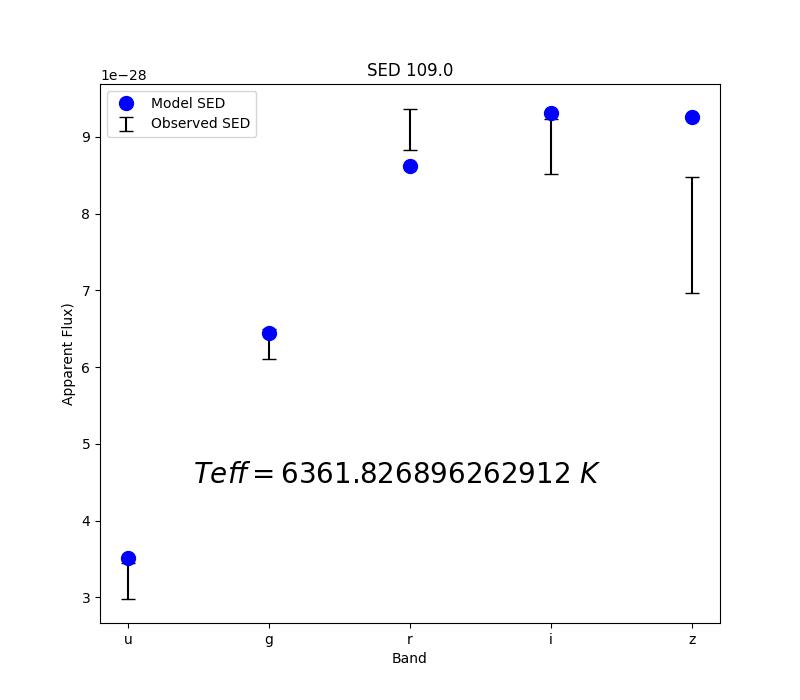 SED 109.0
1e−28
Model SED
Observed SED
9
8
7
6
5
4
3
Apparent Flux)
Teff = 6361.826896262912 K
u g r i z
Band